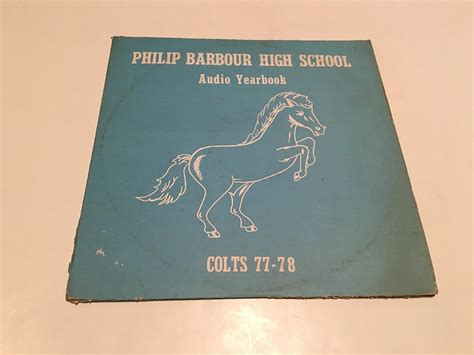 PHILIP BARBOUR HIGH SCHOOL
Audio Yearbook
COLTS 77-78